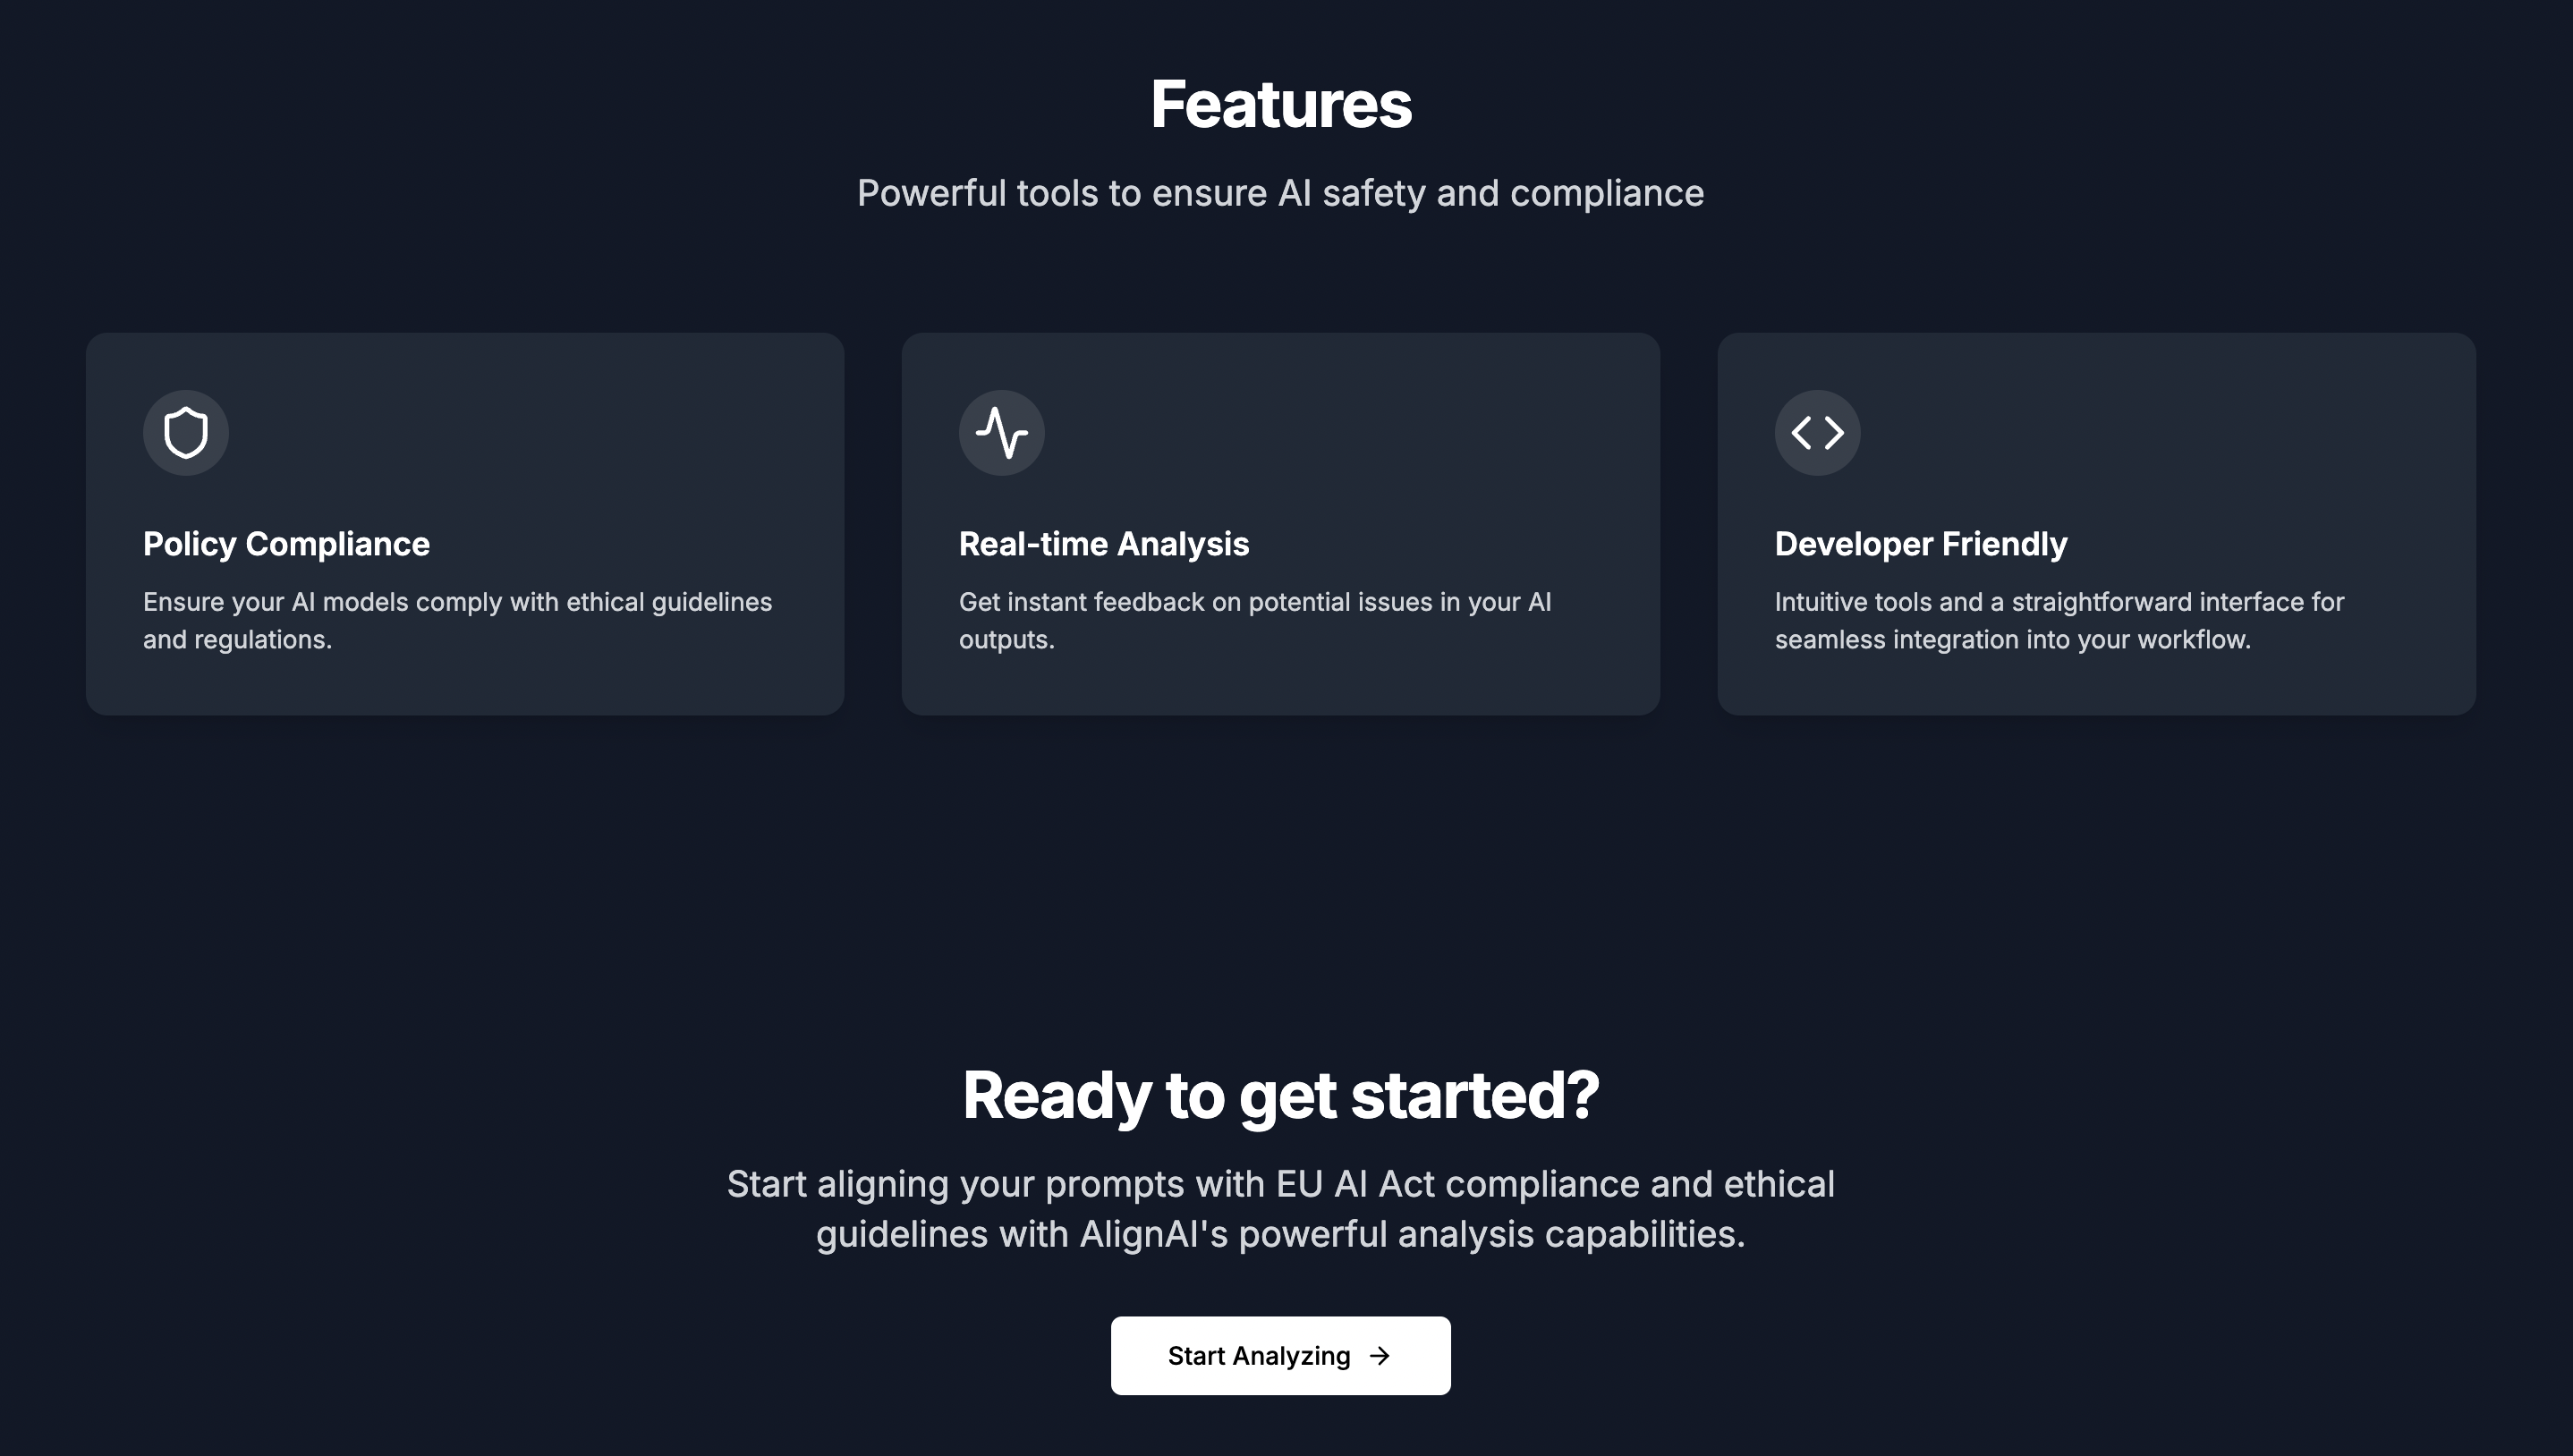 Features
Powerful tools to ensure AI safety and compliance
Policy Compliance
Ensure your AI models comply with ethical guidelines
and regulations.
Real-time Analysis
Get instant feedback on potential issues in your AI
outputs.
Developer Friendly
Intuitive tools and a straightforward interface for
seamless integration into your workflow.
Ready to get started?
Start aligning your prompts with EU AI Act compliance and ethical
guidelines with AlignAI's powerful analysis capabilities.
Start Analyzing